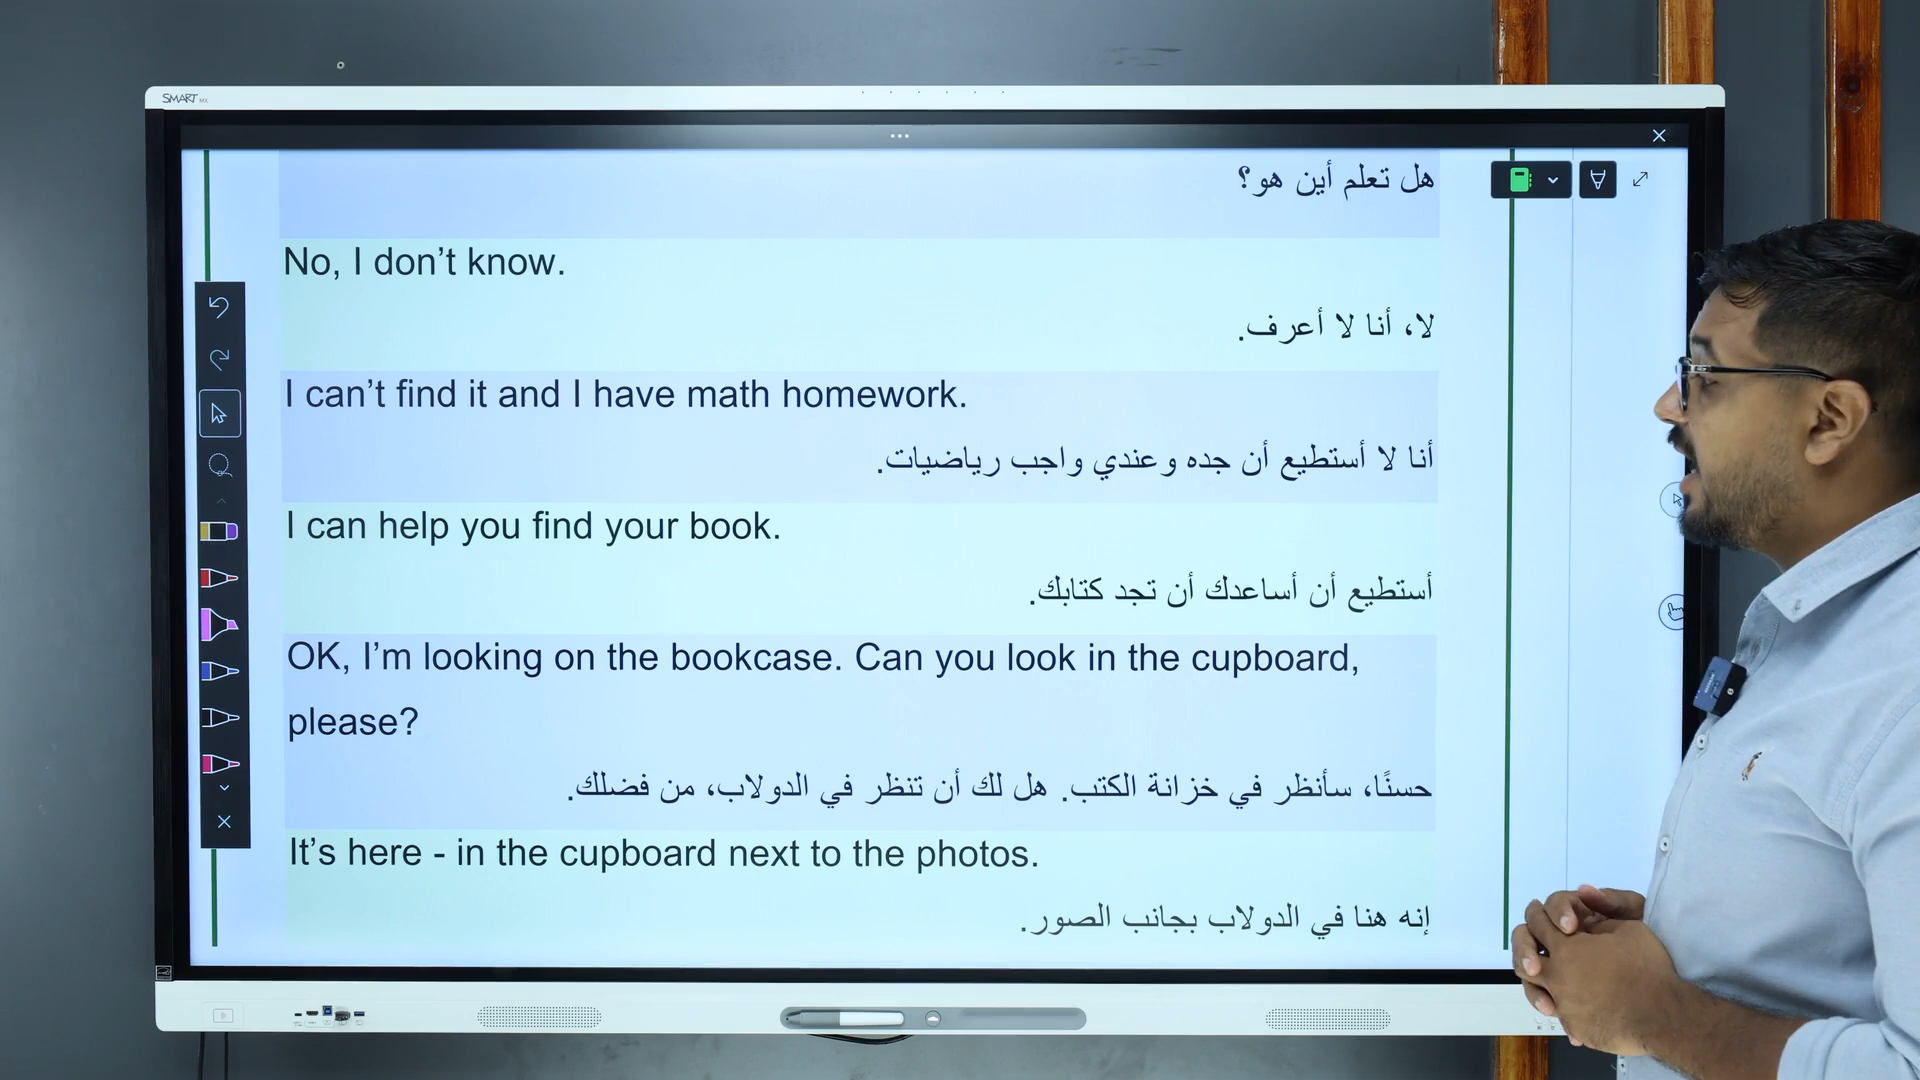 SMART MX
هل تعلم أين هو؟
No, I don’t know.
لا، أنا لا أعرف.
I can’t find it and I have math homework.
أنا لا أستطيع أن جده وعندي واجب رياضيات.
I can help you find your book.
أستطيع أن أساعدك أن تجد كتابك.
OK, I’m looking on the bookcase. Can you look in the cupboard,
please?
حسنًا، سأنظر في خزانة الكتب. هل لك أن تنظر في الدولاب، من فضلك.
It’s here - in the cupboard next to the photos.
إنه هنا في الدولاب بجانب الصور.